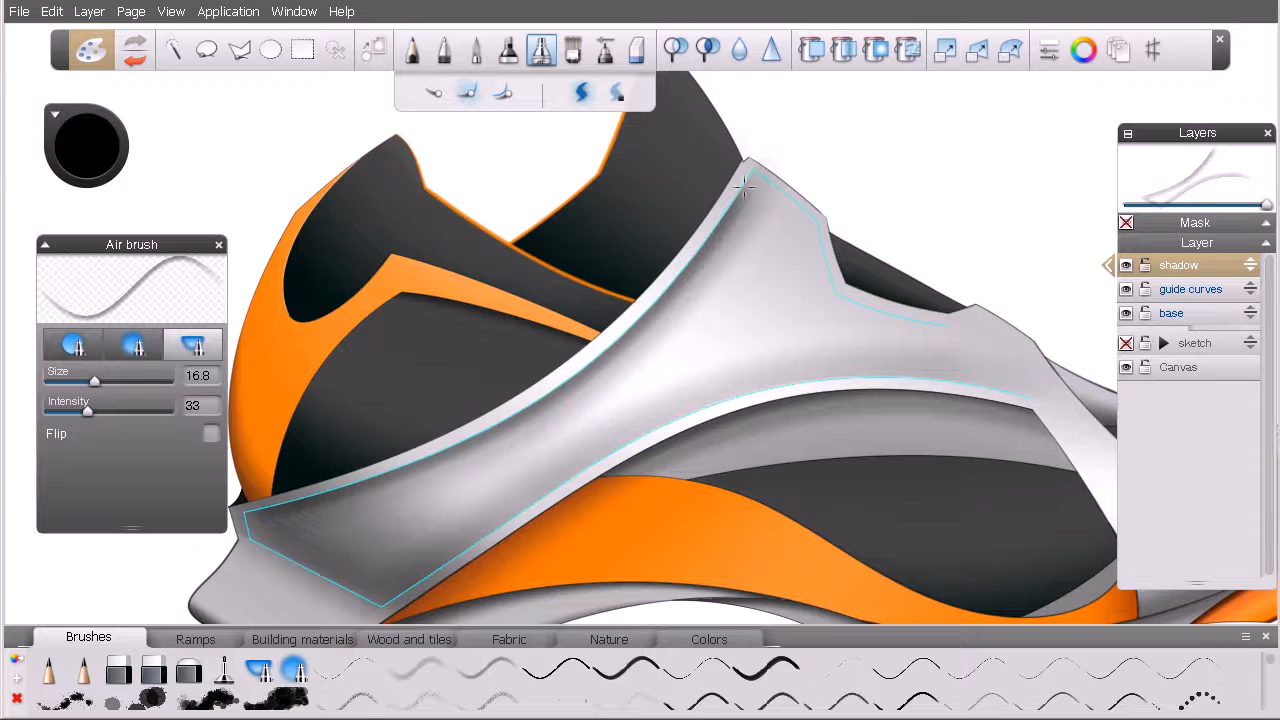 File Edit Layer Page View Application Window Help
Layers
Mask
Layer
shadow
guide curves
base
sketch
Canvas
Air brush
Size 16.8
Intensity 33
Flip
Brushes Ramps Building materials Wood and tiles Fabric Nature Colors